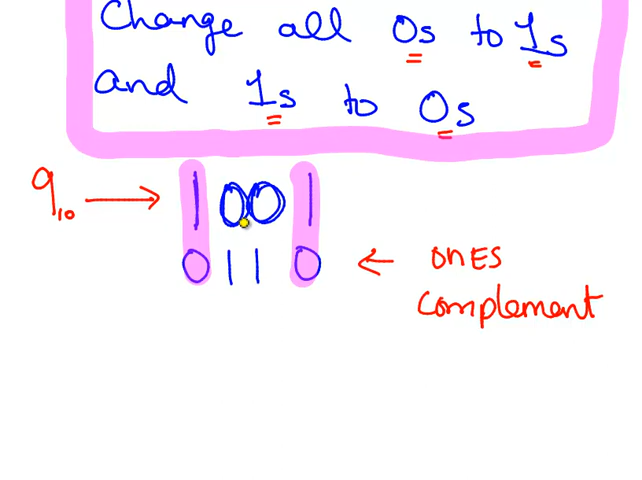 Change all 0s to 1s
and 1s to 0s
9₁₀ → 1001
0110 ← ONES
complement